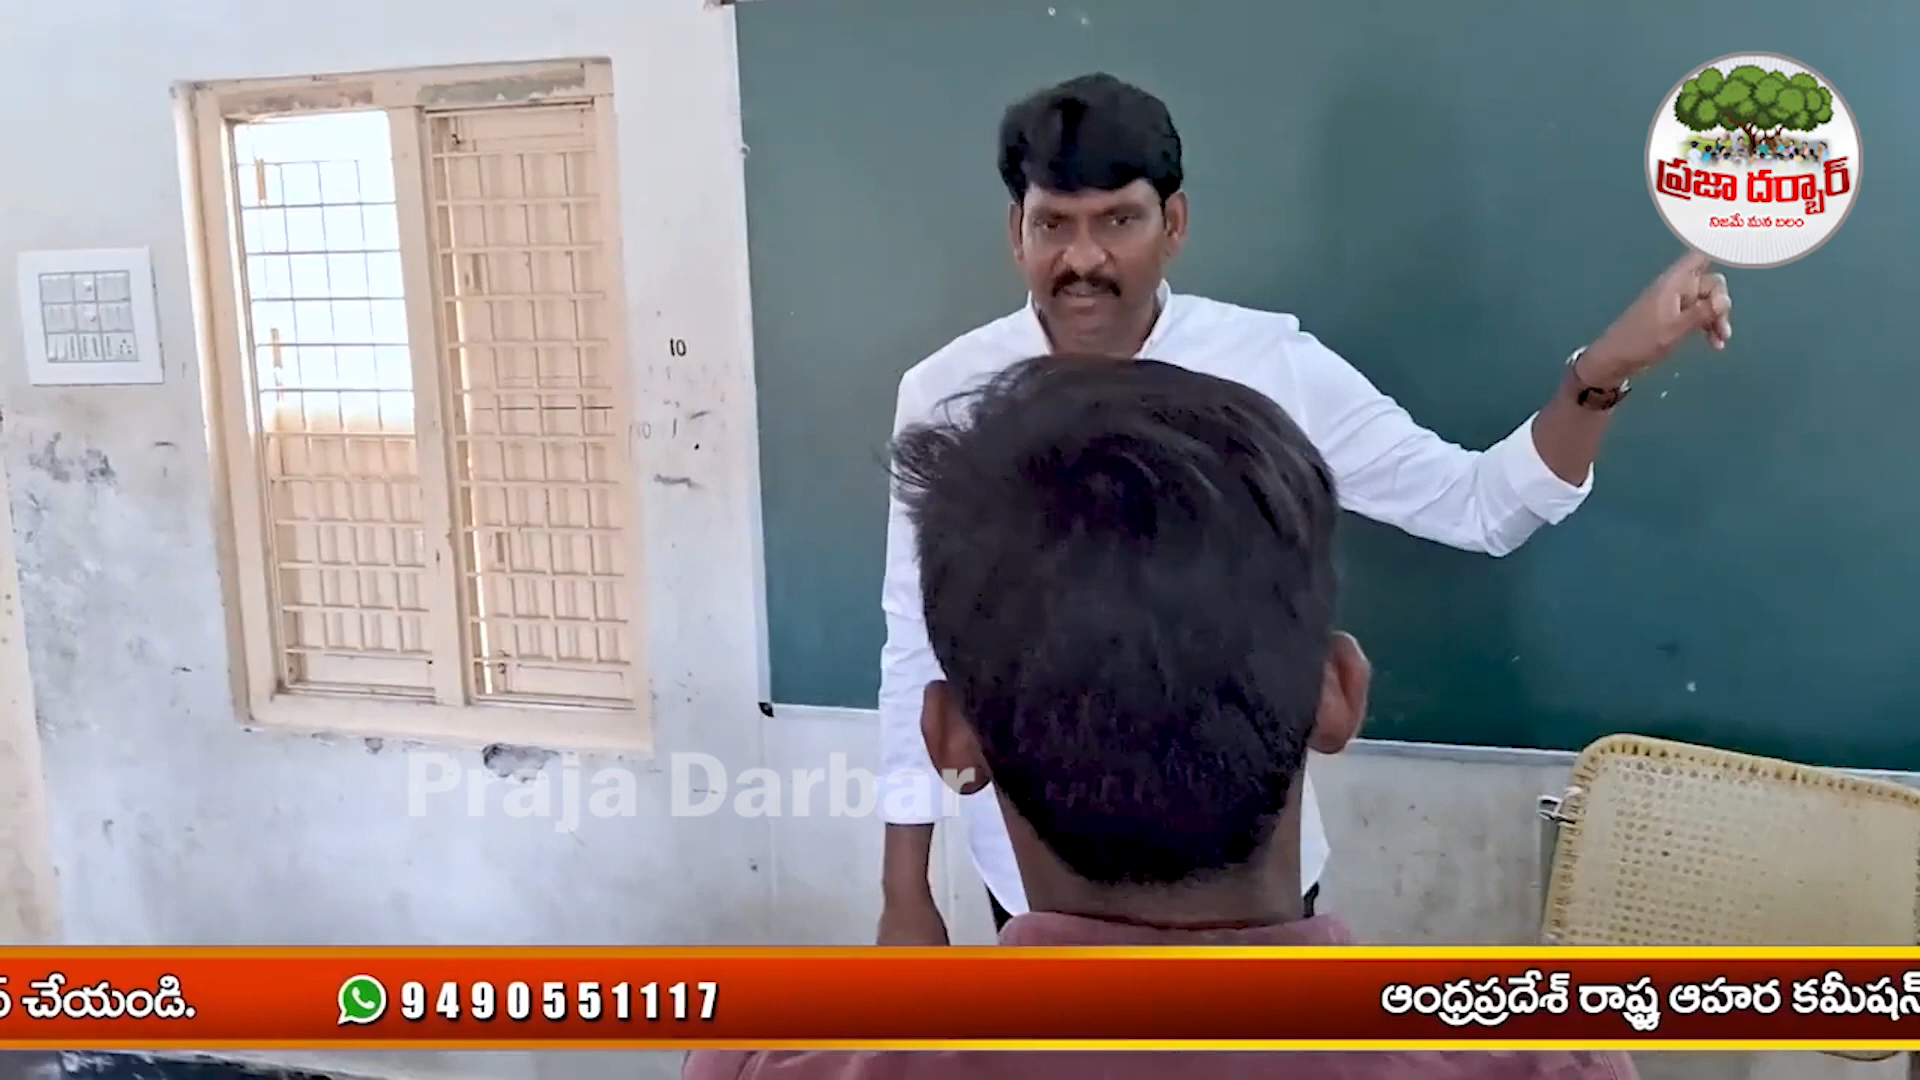 ప్రజా దర్బార్
నిజమే మన బలం
10
Praja Darbar
చేయండి.
9490551117
ఆంధ్రప్రదేశ్ రాష్ట్ర ఆహార కమీషన్